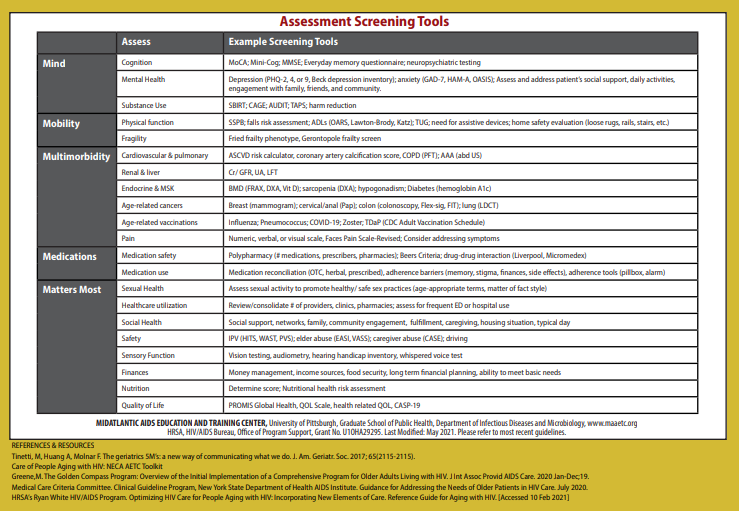 Assessment Screening Tools
Assess Example Screening Tools
Mind Cognition MoCA; Mini-Cog; MMSE; Everyday memory questionnaire; neuropsychiatric testing
Mental Health Depression (PHQ-2, 4, or 9, Beck depression inventory); anxiety (GAD-7, HAM-A, OASIS); Assess and address patient's social support, daily activities,
engagement with family, friends, and community.
Substance Use SBIRT; CAGE; AUDIT; TAPS; harm reduction
Mobility Physical function SSPB; falls risk assessment; ADLs (OARS, Lawton-Brody, Katz); TUG; need for assistive devices; home safety evaluation (loose rugs, rails, stairs, etc.)
Fragility Fried frailty phenotype, Gerontopole frailty screen
Multimorbidity Cardiovascular & pulmonary ASCVD risk calculator, coronary artery calcification score, COPD (PFT); AAA (abd US)
Renal & liver Cr/ GFR, UA, LFT
Endocrine & MSK BMD (FRAX, DXA, Vit D); sarcopenia (DXA); hypogonadism; Diabetes (hemoglobin A1c)
Age-related cancers Breast (mammogram); cervical/anal (Pap); colon (colonoscopy, Flex-sig, FIT); lung (LDCT)
Age-related vaccinations Influenza; Pneumococcus; COVID-19; Zoster; TDaP (CDC Adult Vaccination Schedule)
Pain Numeric, verbal, or visual scale, Faces Pain Scale-Revised; Consider addressing symptoms
Medications Medication safety Polypharmacy (# medications, prescribers, pharmacies); Beers Criteria; drug-drug interaction (Liverpool, Micromedex)
Medication use Medication reconciliation (OTC, herbal, prescribed), adherence barriers (memory, stigma, finances, side effects), adherence tools (pillbox, alarm)
Matters Most Sexual Health Assess sexual activity to promote healthy/ safe sex practices (age-appropriate terms, matter of fact style)
Healthcare utilization Review/consolidate # of providers, clinics, pharmacies; assess for frequent ED or hospital use
Social Health Social support, networks, family, community engagement, fulfillment, caregiving, housing situation, typical day
Safety IPV (HITS, WAST, PVS); elder abuse (EASI, VASS); caregiver abuse (CASE); driving
Sensory Function Vision testing, audiometry, hearing handicap inventory, whispered voice test
Finances Money management, income sources, food security, long term financial planning, ability to meet basic needs
Nutrition Determine score; Nutritional health risk assessment
Quality of Life PROMIS Global Health, QOL Scale, health related QOL, CASP-19
MIDATLANTIC AIDS EDUCATION AND TRAINING CENTER, University of Pittsburgh, Graduate School of Public Health, Department of Infectious Diseases and Microbiology, www.maaetc.org
HRSA, HIV/AIDS Bureau, Office of Program Support, Grant No. U10HA29295. Last Modified: May 2021. Please refer to most recent guidelines.
REFERENCES & RESOURCES
Tinetti, M, Huang A, Molnar F. The geriatrics 5M's: a new way of communicating what we do. J. Am. Geriatr. Soc. 2017; 65(2115-2115).
Care of People Aging with HIV: NECA AETC Toolkit
Greene,M. The Golden Compass Program: Overview of the Initial Implementation of a Comprehensive Program for Older Adults Living with HIV. J Int Assoc Provid AIDS Care. 2020 Jan-Dec;19.
Medical Care Criteria Committee. Clinical Guideline Program, New York State Department of Health AIDS Institute. Guidance for Addressing the Needs of Older Patients in HIV Care. July 2020.
HRSA's Ryan White HIV/AIDS Program. Optimizing HIV Care for People Aging with HIV: Incorporating New Elements of Care. Reference Guide for Aging with HIV. [Accessed 10 Feb 2021]